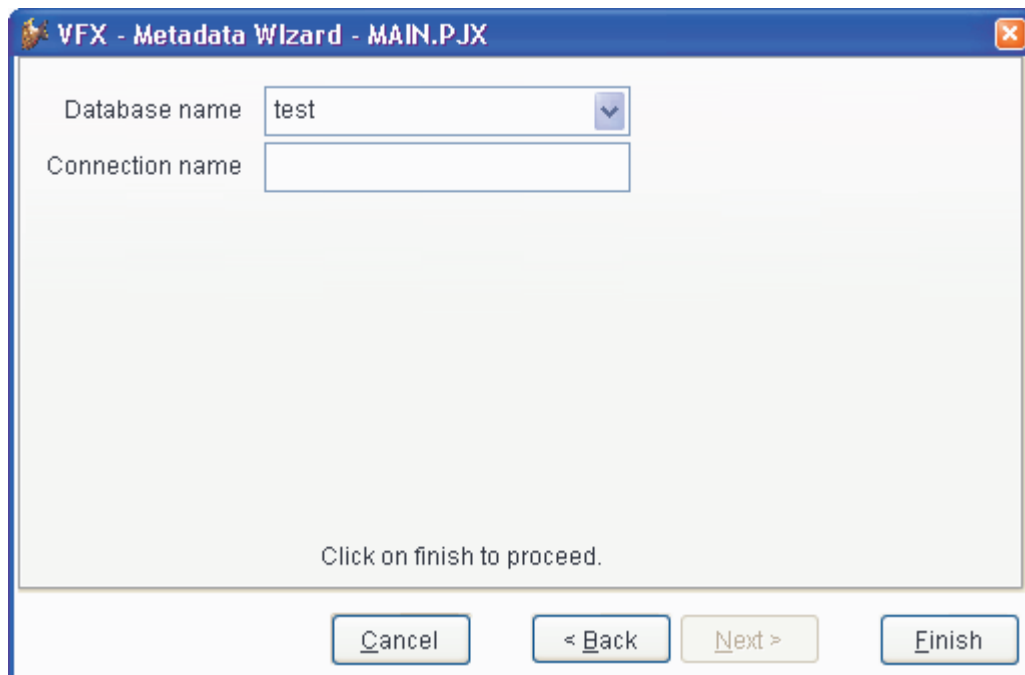 VFX - Metadata WIzard - MAIN.PJX
Database name test
Connection name
Click on finish to proceed.
Cancel < Back Next > Finish